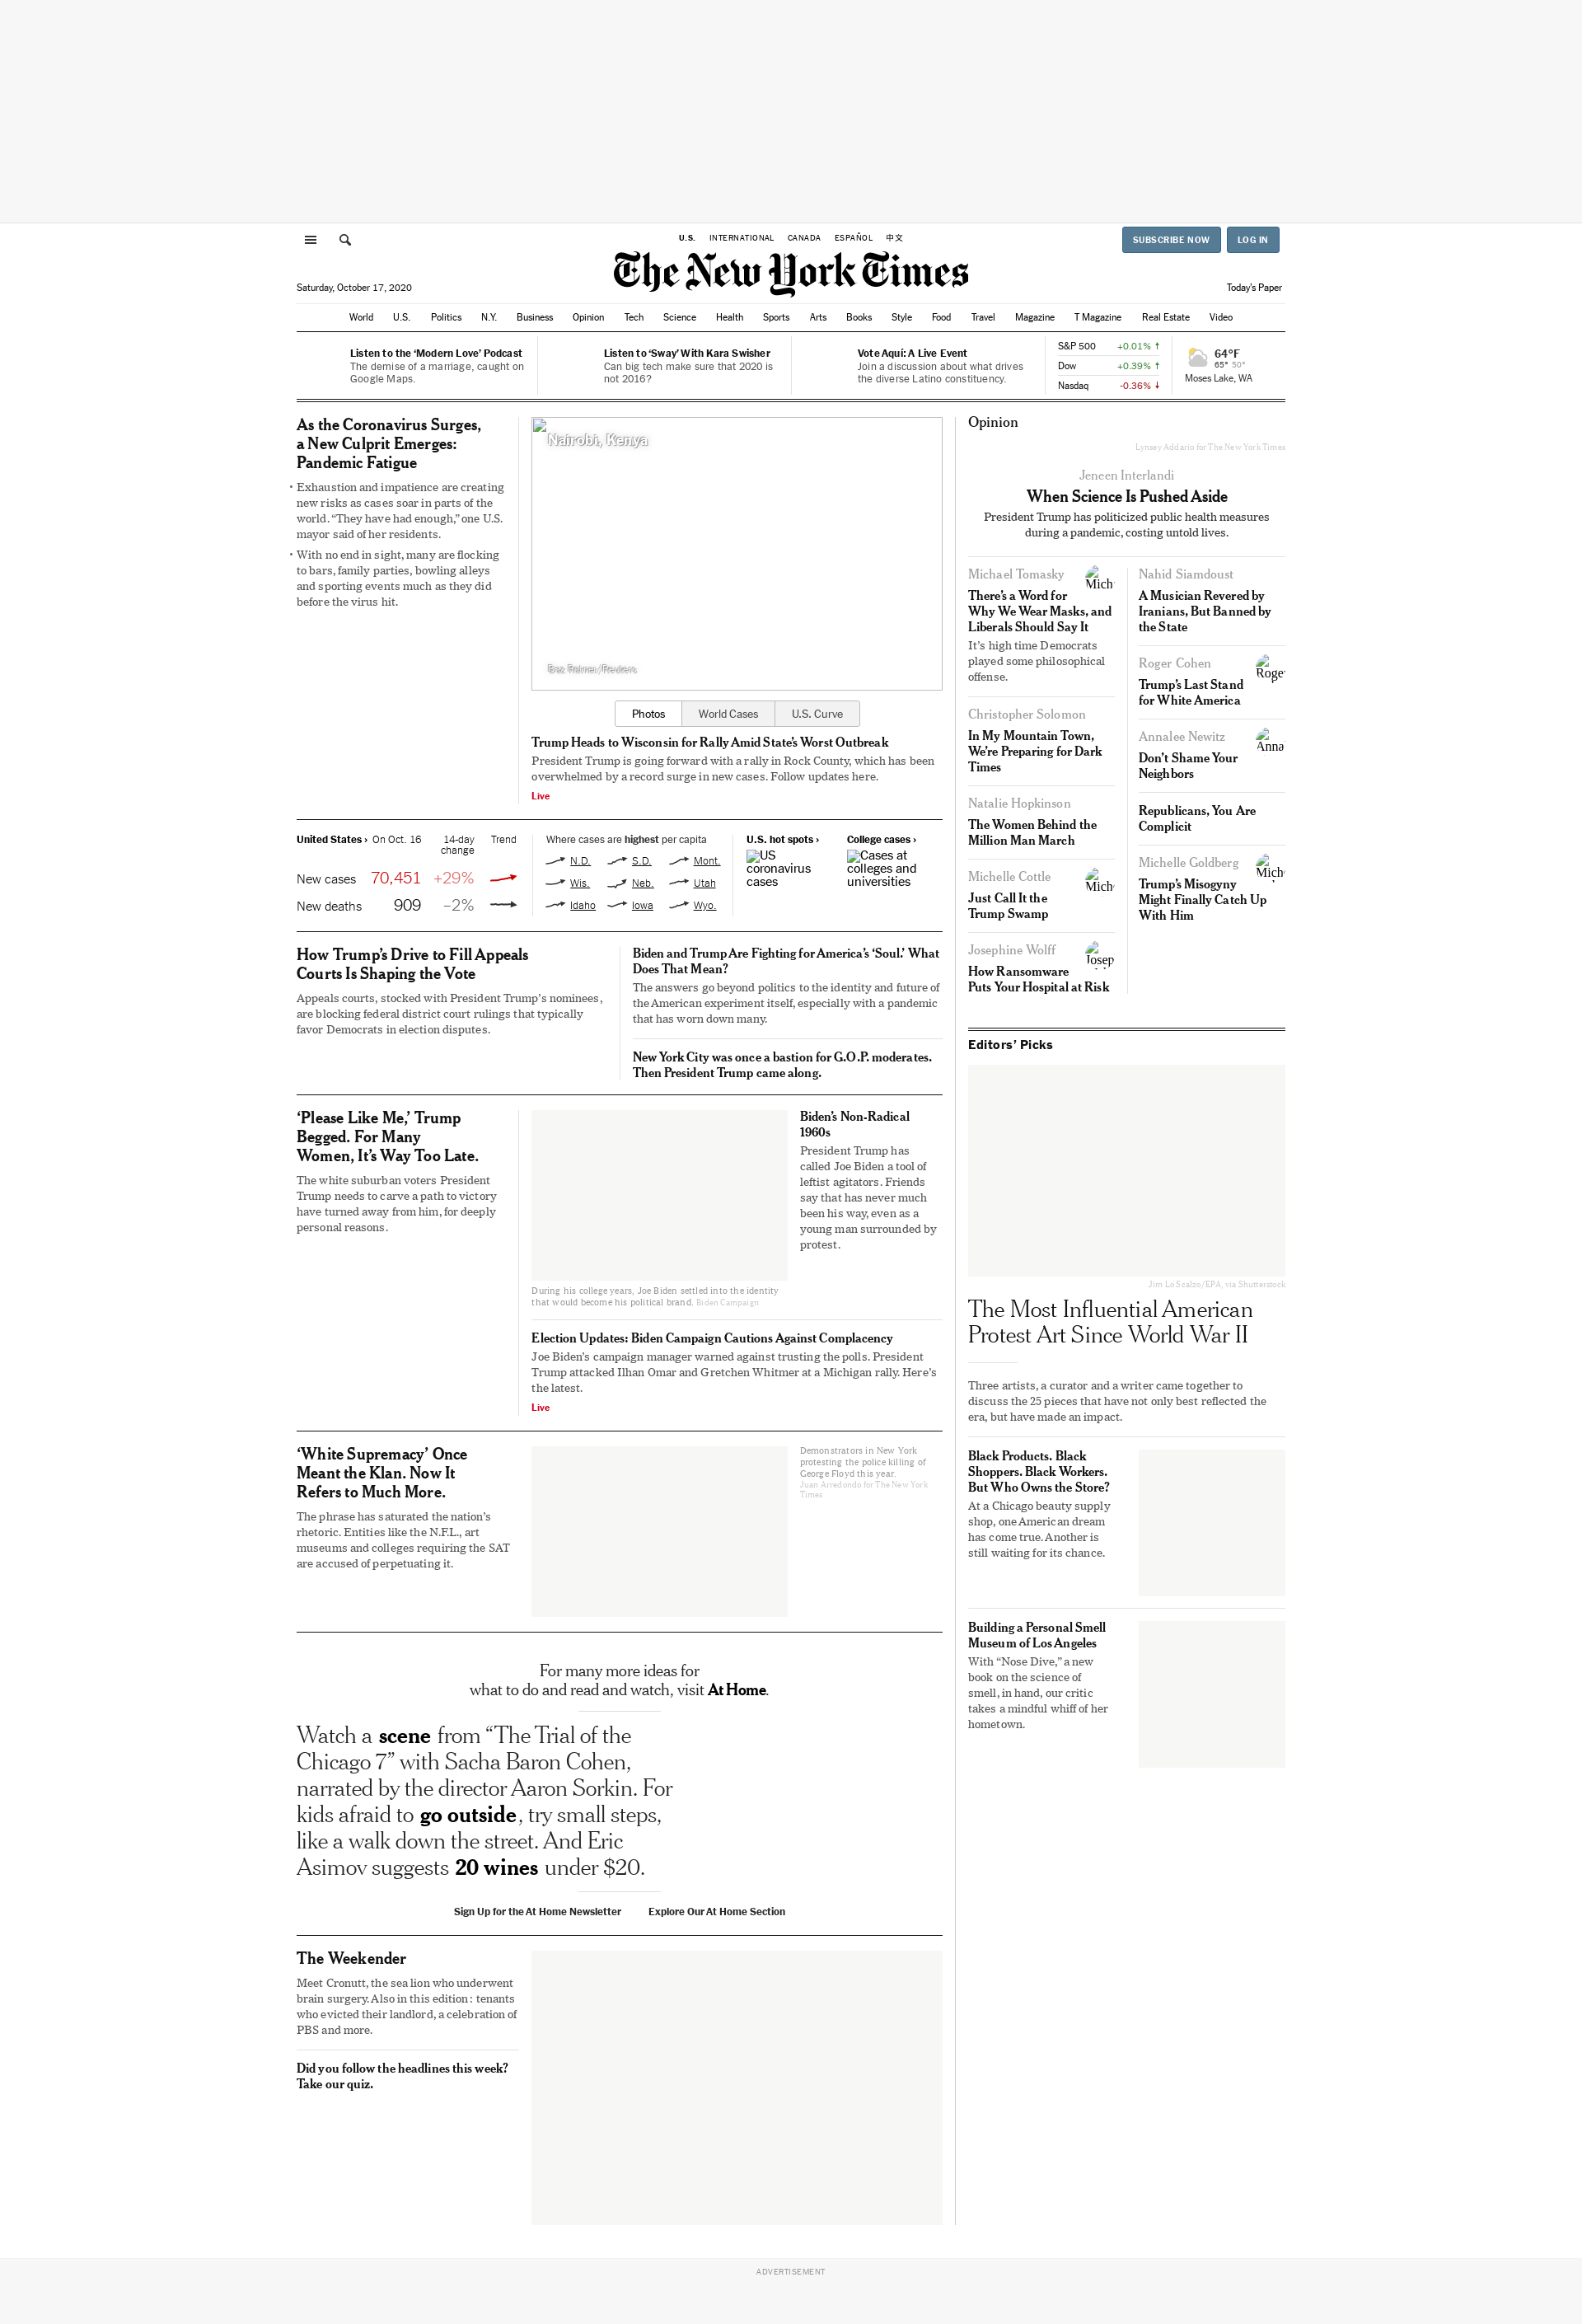 U.S. INTERNATIONAL CANADA ESPAÑOL 中文
SUBSCRIBE NOW LOG IN
The New York Times
Saturday, October 17, 2020
Today's Paper
World U.S. Politics N.Y. Business Opinion Tech Science Health Sports Arts Books Style Food Travel Magazine T Magazine Real Estate Video
Listen to the ‘Modern Love’ Podcast
The demise of a marriage, caught on
Google Maps.
Listen to ‘Sway’ With Kara Swisher
Can big tech make sure that 2020 is
not 2016?
Vote Aquí: A Live Event
Join a discussion about what drives
the diverse Latino constituency.
S&P 500 +0.01% ↑
Dow +0.39% ↑
Nasdaq -0.36% ↓
64°F
65° 50°
Moses Lake, WA
As the Coronavirus Surges,
a New Culprit Emerges:
Pandemic Fatigue
• Exhaustion and impatience are creating
new risks as cases soar in parts of the
world. “They have had enough,” one U.S.
mayor said of her residents.
• With no end in sight, many are flocking
to bars, family parties, bowling alleys
and sporting events much as they did
before the virus hit.
Nairobi, Kenya
Baz Ratner/Reuters
Photos World Cases U.S. Curve
Trump Heads to Wisconsin for Rally Amid State’s Worst Outbreak
President Trump is going forward with a rally in Rock County, which has been
overwhelmed by a record surge in new cases. Follow updates here.
Live
United States › On Oct. 16 14-day Trend
change
New cases 70,451 +29%
New deaths 909 –2%
Where cases are highest per capita
N.D. S.D. Mont.
Wis. Neb. Utah
Idaho Iowa Wyo.
U.S. hot spots ›
US
coronavirus
cases
College cases ›
Cases at
colleges and
universities
How Trump’s Drive to Fill Appeals
Courts Is Shaping the Vote
Appeals courts, stocked with President Trump’s nominees,
are blocking federal district court rulings that typically
favor Democrats in election disputes.
Biden and Trump Are Fighting for America’s ‘Soul.’ What
Does That Mean?
The answers go beyond politics to the identity and future of
the American experiment itself, especially with a pandemic
that has worn down many.
New York City was once a bastion for G.O.P. moderates.
Then President Trump came along.
‘Please Like Me,’ Trump
Begged. For Many
Women, It’s Way Too Late.
The white suburban voters President
Trump needs to carve a path to victory
have turned away from him, for deeply
personal reasons.
During his college years, Joe Biden settled into the identity
that would become his political brand. Biden Campaign
Biden’s Non-Radical
1960s
President Trump has
called Joe Biden a tool of
leftist agitators. Friends
say that has never much
been his way, even as a
young man surrounded by
protest.
Election Updates: Biden Campaign Cautions Against Complacency
Joe Biden’s campaign manager warned against trusting the polls. President
Trump attacked Ilhan Omar and Gretchen Whitmer at a Michigan rally. Here’s
the latest.
Live
‘White Supremacy’ Once
Meant the Klan. Now It
Refers to Much More.
The phrase has saturated the nation’s
rhetoric. Entities like the N.F.L., art
museums and colleges requiring the SAT
are accused of perpetuating it.
Demonstrators in New York
protesting the police killing of
George Floyd this year.
Juan Arredondo for The New York
Times
For many more ideas for
what to do and read and watch, visit At Home.
Watch a scene from “The Trial of the
Chicago 7” with Sacha Baron Cohen,
narrated by the director Aaron Sorkin. For
kids afraid to go outside, try small steps,
like a walk down the street. And Eric
Asimov suggests 20 wines under $20.
Sign Up for the At Home Newsletter Explore Our At Home Section
The Weekender
Meet Cronutt, the sea lion who underwent
brain surgery. Also in this edition: tenants
who evicted their landlord, a celebration of
PBS and more.
Did you follow the headlines this week?
Take our quiz.
Opinion
Lynsey Addario for The New York Times
Jeneen Interlandi
When Science Is Pushed Aside
President Trump has politicized public health measures
during a pandemic, costing untold lives.
Michael Tomasky
Mich
There’s a Word for
Why We Wear Masks, and
Liberals Should Say It
It’s high time Democrats
played some philosophical
offense.
Christopher Solomon
In My Mountain Town,
We’re Preparing for Dark
Times
Natalie Hopkinson
The Women Behind the
Million Man March
Michelle Cottle
Mich
Just Call It the
Trump Swamp
Josephine Wolff
Josep
How Ransomware
Puts Your Hospital at Risk
Nahid Siamdoust
A Musician Revered by
Iranians, But Banned by
the State
Roger Cohen
Roger
Trump’s Last Stand
for White America
Annalee Newitz
Anna
Don’t Shame Your
Neighbors
Republicans, You Are
Complicit
Michelle Goldberg
Mich
Trump’s Misogyny
Might Finally Catch Up
With Him
Editors’ Picks
Jim Lo Scalzo/EPA, via Shutterstock
The Most Influential American
Protest Art Since World War II
Three artists, a curator and a writer came together to
discuss the 25 pieces that have not only best reflected the
era, but have made an impact.
Black Products. Black
Shoppers. Black Workers.
But Who Owns the Store?
At a Chicago beauty supply
shop, one American dream
has come true. Another is
still waiting for its chance.
Building a Personal Smell
Museum of Los Angeles
With “Nose Dive,” a new
book on the science of
smell, in hand, our critic
takes a mindful whiff of her
hometown.
ADVERTISEMENT